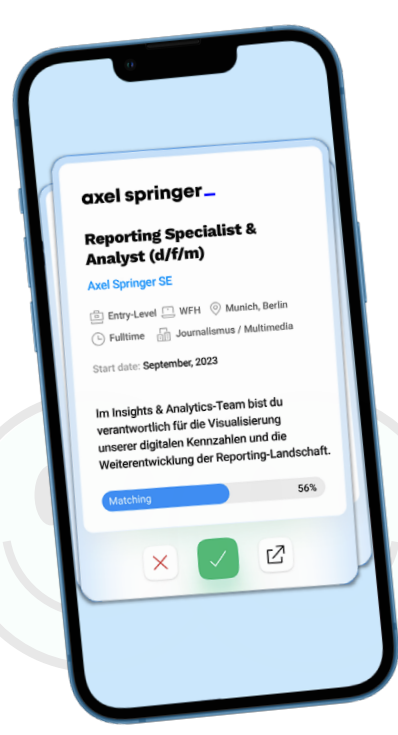 axel springer_
Reporting Specialist &
Analyst (d/f/m)
Axel Springer SE
Entry-Level WFH Munich, Berlin
Fulltime Journalismus / Multimedia
Start date: September, 2023
Im Insights & Analytics-Team bist du
verantwortlich für die Visualisierung
unserer digitalen Kennzahlen und die
Weiterentwicklung der Reporting-Landschaft.
Matching 56%